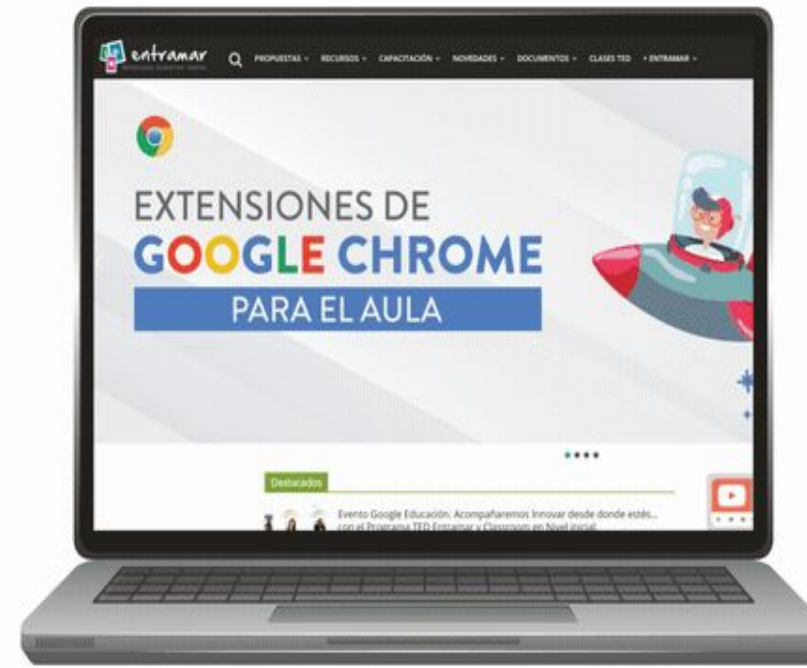 entramar
PROPUESTAS RECURSOS CAPACITACIÓN NOVEDADES DOCUMENTOS CLASES TED + ENTRAMAR
EXTENSIONES DE
GOOGLE CHROME
PARA EL AULA
Destacados
Evento Google Educación. Acompañaremos Innovar desde donde estés...
con el Programa TED Entramar y Classroom en Nivel inicial